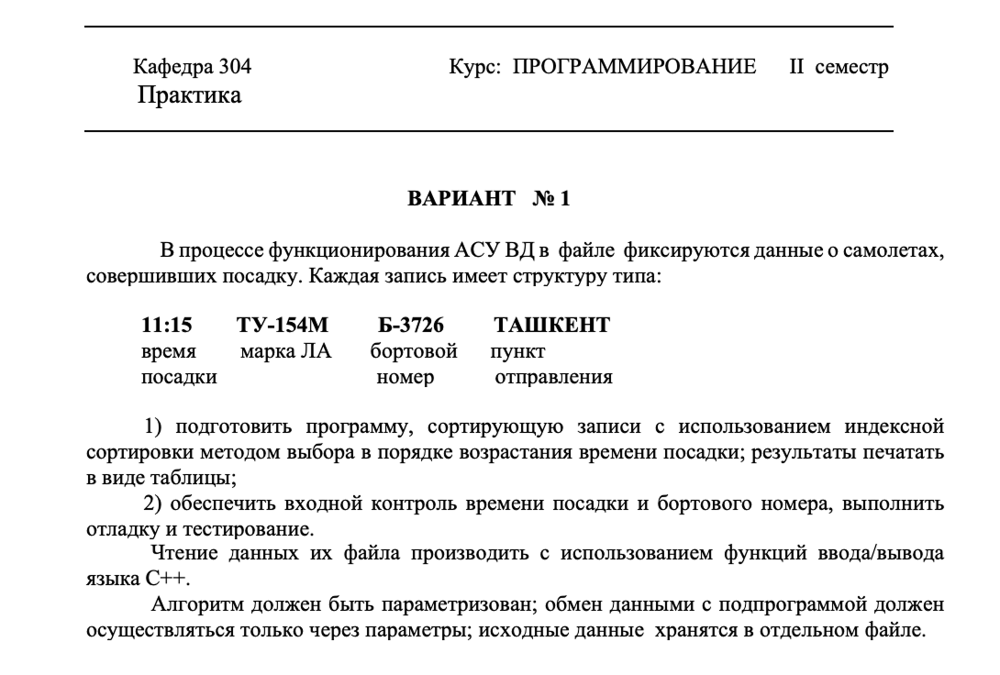 Кафедра 304 Курс: ПРОГРАММИРОВАНИЕ II семестр
Практика
ВАРИАНТ № 1
В процессе функционирования АСУ ВД в файле фиксируются данные о самолетах,
совершивших посадку. Каждая запись имеет структуру типа:
11:15 ТУ-154М Б-3726 ТАШКЕНТ
время марка ЛА бортовой пункт
посадки номер отправления
1) подготовить программу, сортирующую записи с использованием индексной
сортировки методом выбора в порядке возрастания времени посадки; результаты печатать
в виде таблицы;
2) обеспечить входной контроль времени посадки и бортового номера, выполнить
отладку и тестирование.
Чтение данных их файла производить с использованием функций ввода/вывода
языка С++.
Алгоритм должен быть параметризован; обмен данными с подпрограммой должен
осуществляться только через параметры; исходные данные хранятся в отдельном файле.